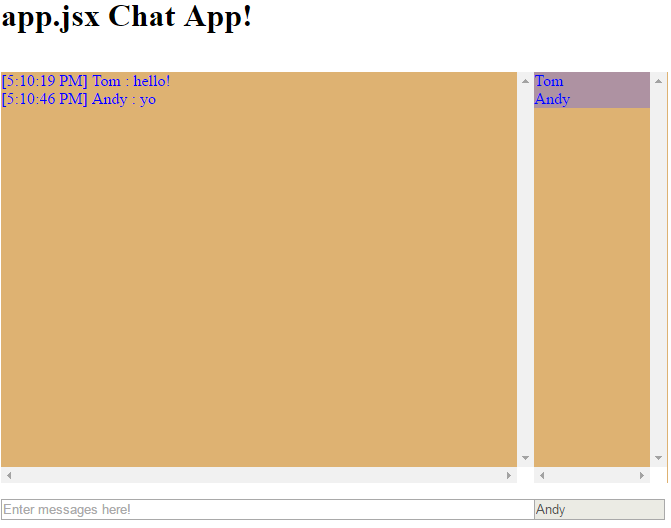 app.jsx Chat App!
[5:10:19 PM] Tom : hello!
[5:10:46 PM] Andy : yo
Tom
Andy
Enter messages here!
Andy